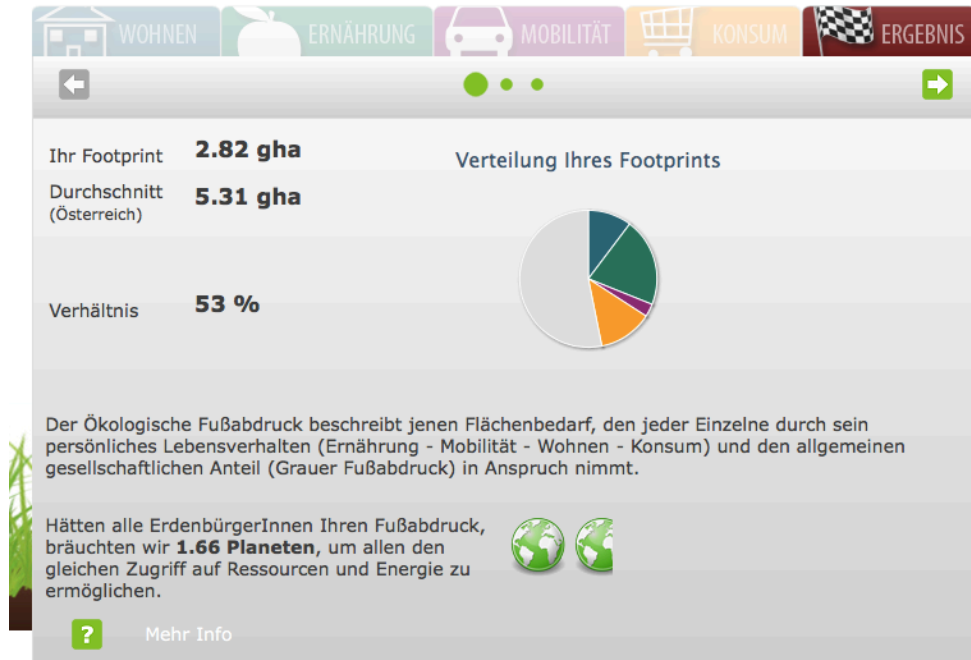 WOHNEN ERNÄHRUNG MOBILITÄT KONSUM ERGEBNIS
Ihr Footprint 2.82 gha
Verteilung Ihres Footprints
Durchschnitt 5.31 gha
(Österreich)
Verhältnis 53 %
Der Ökologische Fußabdruck beschreibt jenen Flächenbedarf, den jeder Einzelne durch sein
persönliches Lebensverhalten (Ernährung - Mobilität - Wohnen - Konsum) und den allgemeinen
gesellschaftlichen Anteil (Grauer Fußabdruck) in Anspruch nimmt.
Hätten alle ErdenbürgerInnen Ihren Fußabdruck,
bräuchten wir 1.66 Planeten, um allen den
gleichen Zugriff auf Ressourcen und Energie zu
ermöglichen.
? Mehr Info